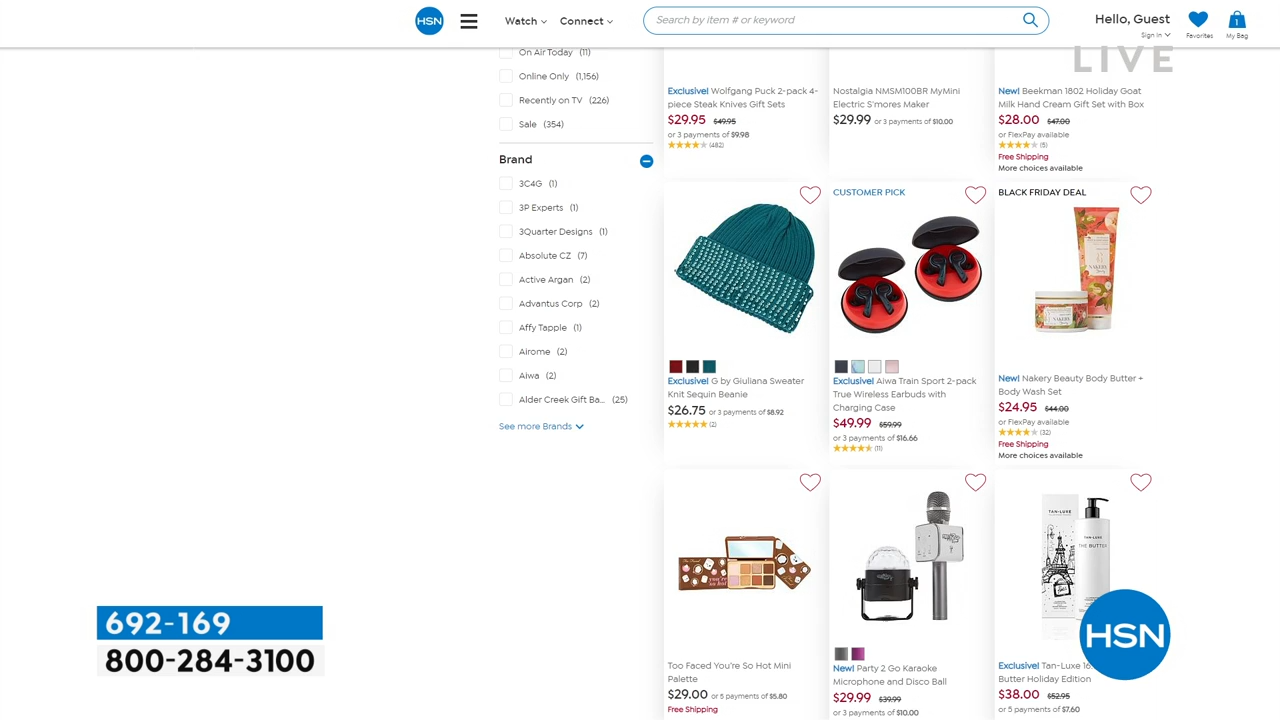 HSN
Watch
Connect
Search by item # or keyword
Hello, Guest
Sign in
Favorites
1
My Bag
LIVE
On Air Today (11)
Online Only (1,156)
Recently on TV (226)
Sale (354)
Brand
3C4G (1)
3P Experts (1)
3Quarter Designs (1)
Absolute CZ (7)
Active Argan (2)
Advantus Corp (2)
Affy Tapple (1)
Airome (2)
Aiwa (2)
Alder Creek Gift Ba... (25)
See more Brands
Exclusive! Wolfgang Puck 2-pack 4-
piece Steak Knives Gift Sets
$29.95 $49.95
or 3 payments of $9.98
(482)
Nostalgia NMSM100BR MyMini
Electric S'mores Maker
$29.99 or 3 payments of $10.00
New! Beekman 1802 Holiday Goat
Milk Hand Cream Gift Set with Box
$28.00 $47.00
or FlexPay available
(5)
Free Shipping
More choices available
Exclusive! G by Giuliana Sweater
Knit Sequin Beanie
$26.75 or 3 payments of $8.92
(2)
CUSTOMER PICK
Exclusive! Aiwa Train Sport 2-pack
True Wireless Earbuds with
Charging Case
$49.99 $59.99
or 3 payments of $16.66
(11)
BLACK FRIDAY DEAL
NAKERY
NAKERY
New! Nakery Beauty Body Butter +
Body Wash Set
$24.95 $44.00
or FlexPay available
(32)
Free Shipping
More choices available
Too Faced You're So Hot Mini
Palette
$29.00 or 5 payments of $5.80
Free Shipping
New! Party 2 Go Karaoke
Microphone and Disco Ball
$29.99 $39.99
or 3 payments of $10.00
TAN-LUXE
TAN-LUXE
THE BUTTER
Exclusive! Tan-Luxe 16
Butter Holiday Edition
$38.00 $52.95
or 5 payments of $7.60
692-169
800-284-3100
HSN